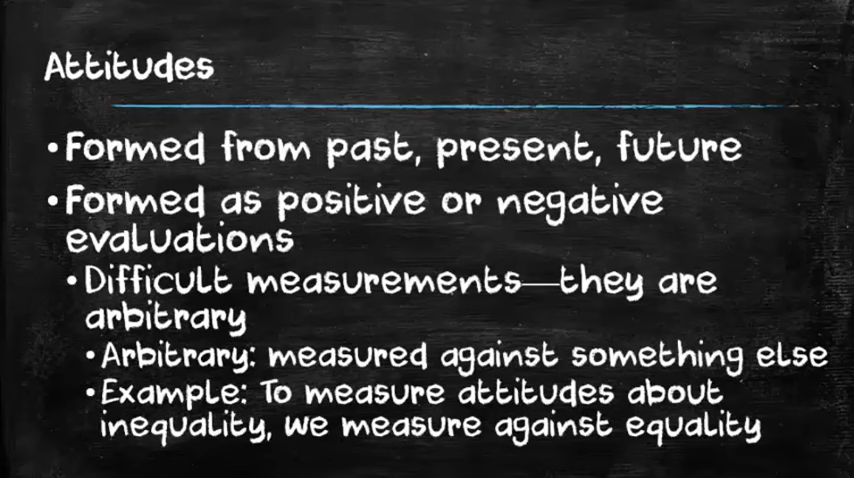 Attitudes
• Formed from past, present, future
• Formed as positive or negative
evaluations
• Difficult measurements—they are
arbitrary
• Arbitrary: measured against something else
• Example: To measure attitudes about
inequality, we measure against equality